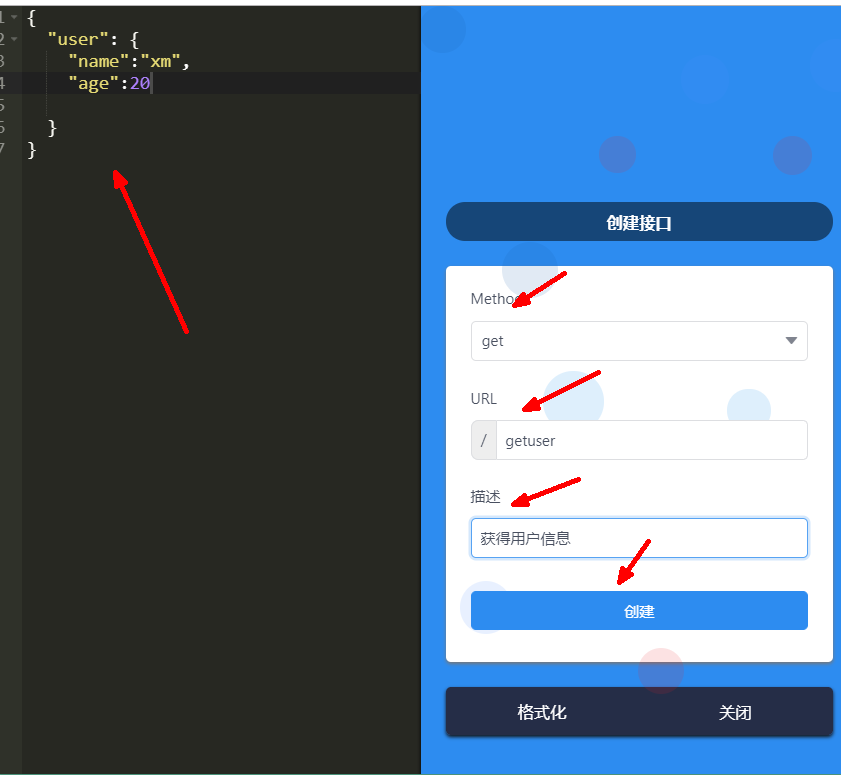 1 {
2 "user": {
3 "name":"xm",
4 "age":20
5
6 }
7 }
创建接口
Method
get
URL
/ getuser
描述
获得用户信息
创建
格式化 关闭